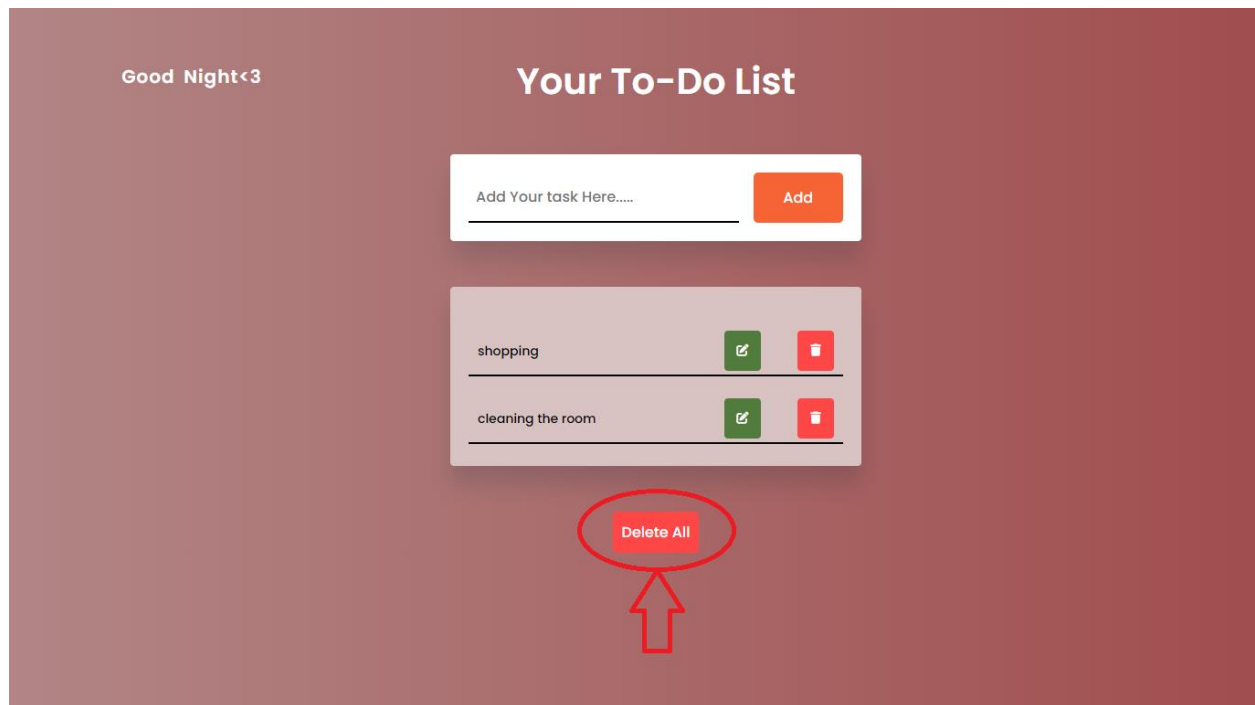 Good Night<3
Your To-Do List
Add Your task Here.....
Add
shopping
cleaning the room
Delete All